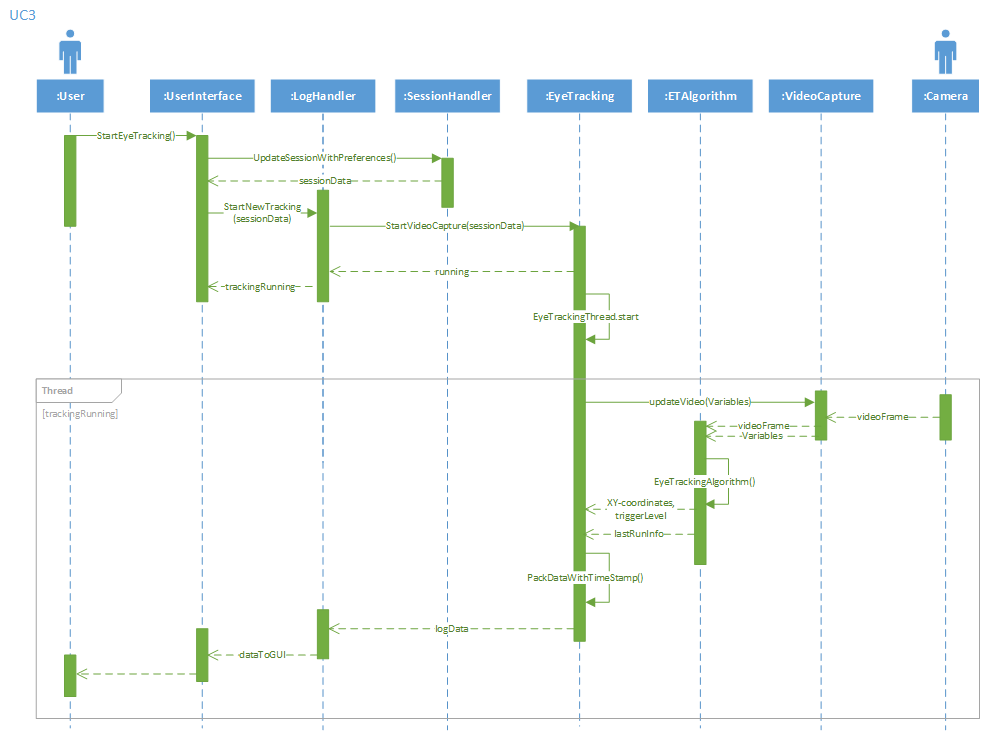 UC3
:User
:UserInterface
:LogHandler
:SessionHandler
:EyeTracking
:ETAlgorithm
:VideoCapture
:Camera
StartEyeTracking()
UpdateSessionWithPreferences()
sessionData
StartNewTracking
(sessionData)
StartVideoCapture(sessionData)
running
trackingRunning
EyeTrackingThread.start
Thread
[trackingRunning]
updateVideo(Variables)
videoFrame
videoFrame
Variables
EyeTrackingAlgorithm()
XY-coordinates,
triggerLevel
lastRunInfo
PackDataWithTimeStamp()
logData
dataToGUI